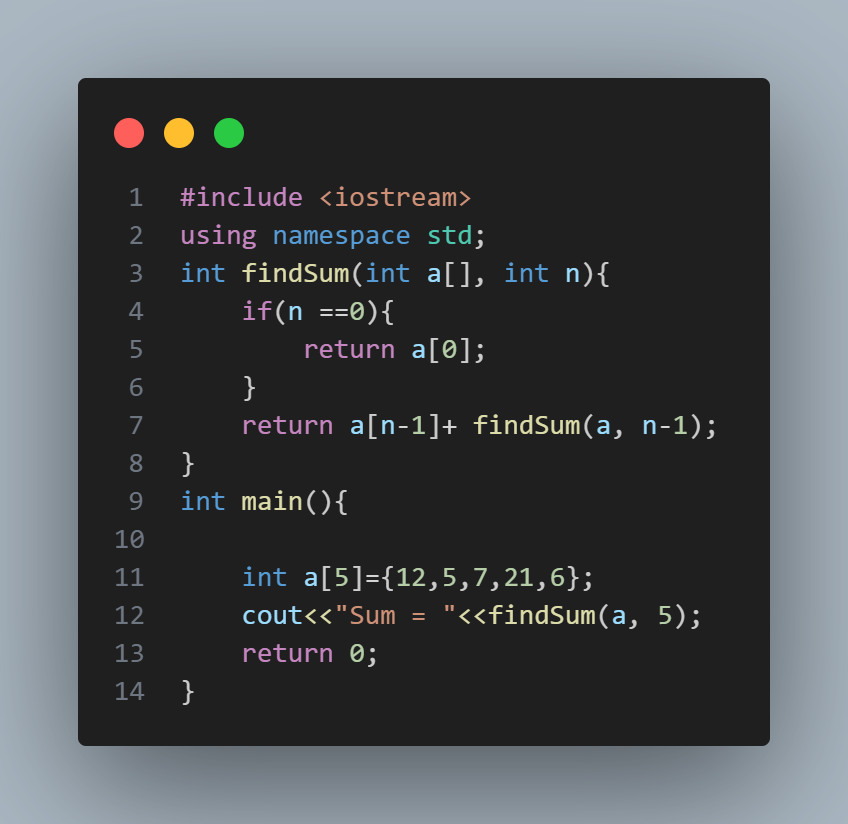 1 #include <iostream>
2 using namespace std;
3 int findSum(int a[], int n){
4     if(n ==0){
5         return a[0];
6     }
7     return a[n-1]+ findSum(a, n-1);
8 }
9 int main(){
10
11     int a[5]={12,5,7,21,6};
12     cout<<"Sum = "<<findSum(a, 5);
13     return 0;
14 }